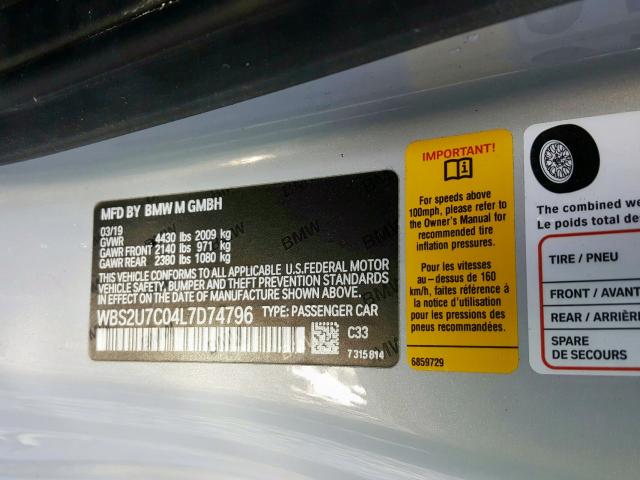 MFD BY BMW M GMBH
03/19
GVWR 4430 lbs 2009 kg
GAWR FRONT 2140 lbs 971 kg
GAWR REAR 2380 lbs 1080 kg
THIS VEHICLE CONFORMS TO ALL APPLICABLE U.S.FEDERAL MOTOR
VEHICLE SAFETY, BUMPER AND THEFT PREVENTION STANDARDS
IN EFFECT ON THE DATE OF MANUFACTURE SHOWN ABOVE.
WBS2U7C04L7D74796 TYPE: PASSENGER CAR
C33
7 315 814
IMPORTANT!
For speeds above
100mph, please refer to
the Owner's Manual for
recommended tire
inflation pressures.
Pour les vitesses
au-dessus de 160
km/h, faites référence
à la notice d'utilisation
pour les pressions
de gonflage
recommandées.
6859729
The combined we
Le poids total de
TIRE / PNEU
FRONT / AVANT
REAR / ARRIÈRE
SPARE
DE SECOURS